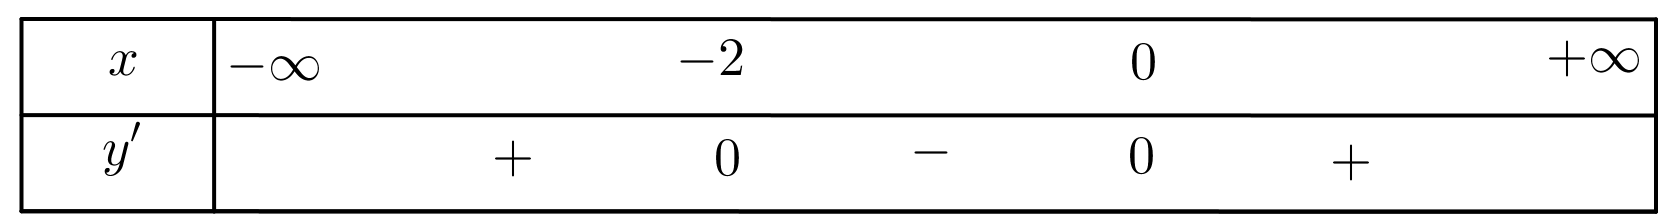 x −∞ −2 0 +∞
y′ + 0 − 0 +